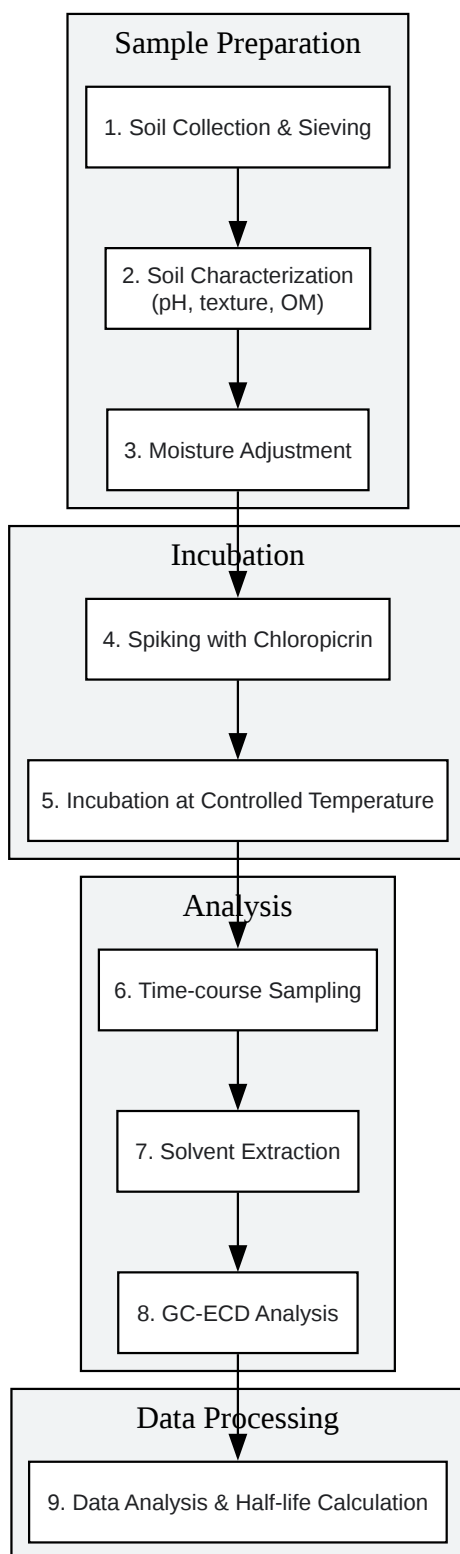 Sample Preparation
1. Soil Collection & Sieving
2. Soil Characterization
(pH, texture, OM)
3. Moisture Adjustment
Incubation
4. Spiking with Chloropicrin
5. Incubation at Controlled Temperature
Analysis
6. Time-course Sampling
7. Solvent Extraction
8. GC-ECD Analysis
Data Processing
9. Data Analysis & Half-life Calculation